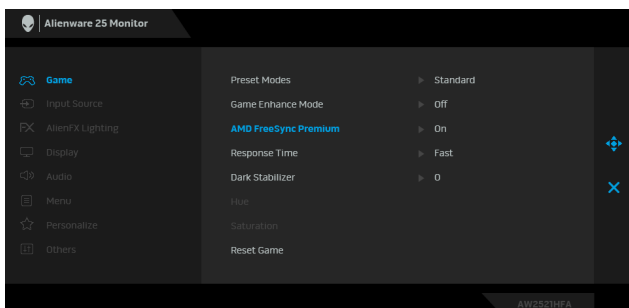 Alienware 25 Monitor
Game
Preset Modes Standard
Input Source
Game Enhance Mode Off
AlienFX Lighting
AMD FreeSync Premium On
Display
Response Time Fast
Audio
Dark Stabilizer 0
Menu
Hue
Personalize
Saturation
Others
Reset Game
AW2521HFA